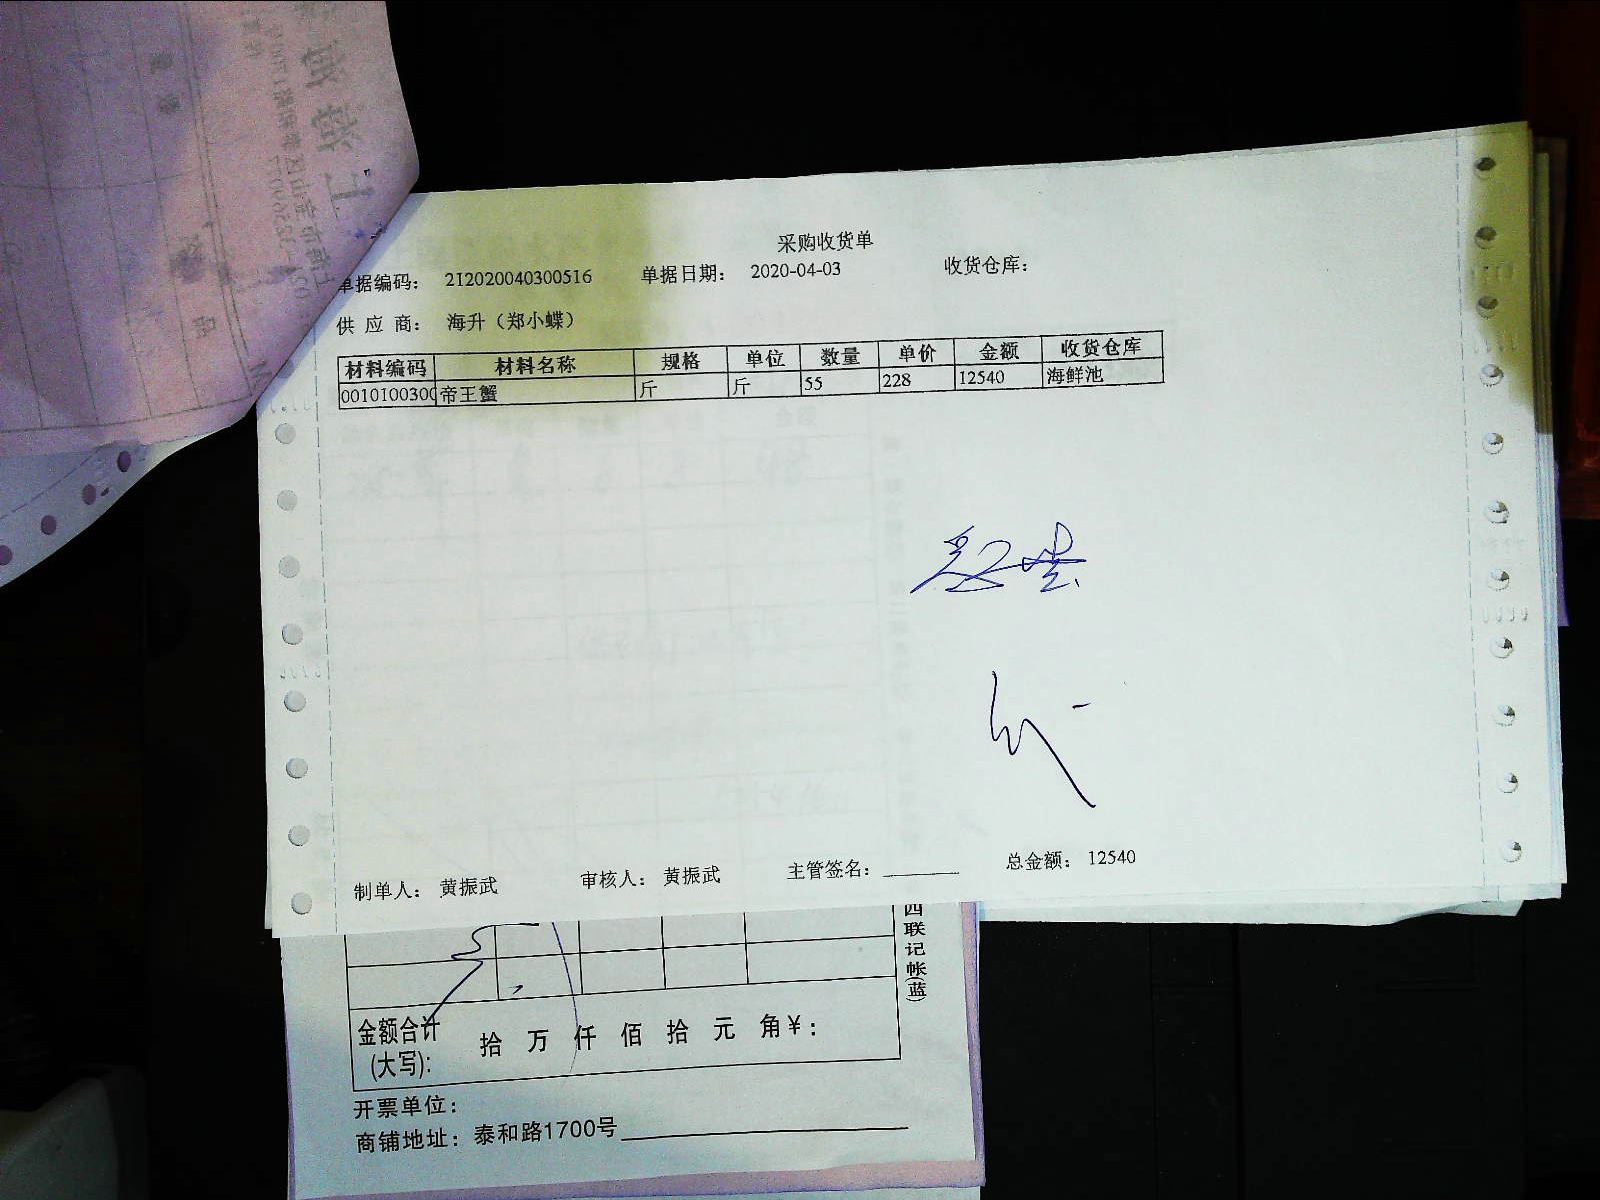 采购收货单
单据编码： 212020040300516 单据日期： 2020-04-03 收货仓库：
供 应 商： 海升（郑小蝶）
材料编码 材料名称 规格 单位 数量 单价 金额 收货仓库
0010100300 帝王蟹 斤 斤 55 228 12540 海鲜池
制单人： 黄振武 审核人： 黄振武 主管签名： 总金额： 12540
四联记帐(蓝)
金额合计(大写): 拾 万 仟 佰 拾 元 角 ¥：
开票单位：
商铺地址：泰和路1700号